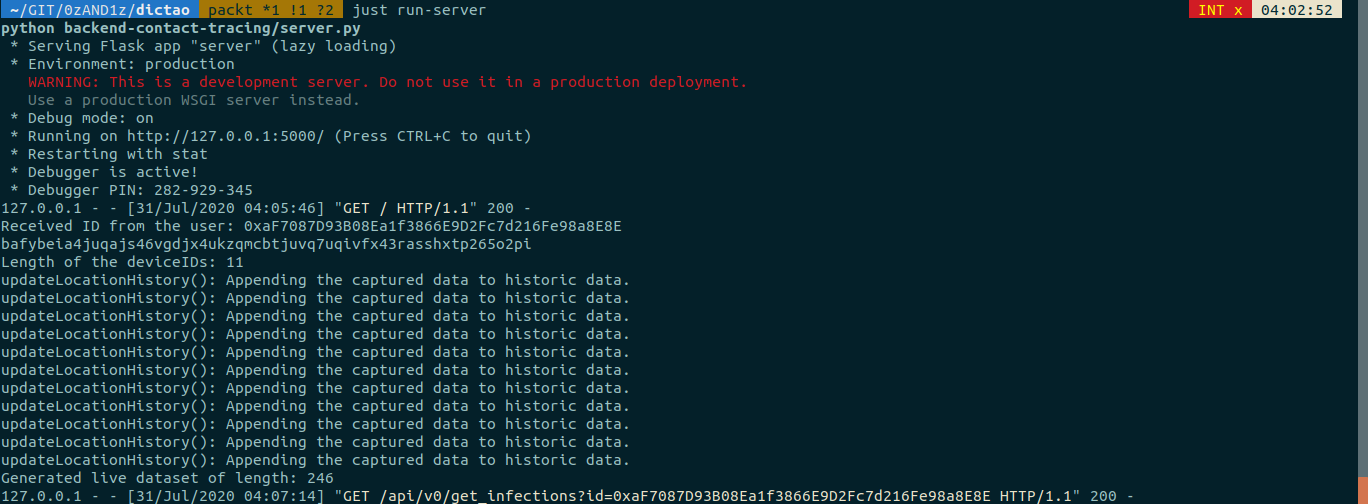 ~/GIT/0zAND1z/dictao packt *1 !1 ?2 just run-server INT x 04:02:52
python backend-contact-tracing/server.py
* Serving Flask app "server" (lazy loading)
* Environment: production
WARNING: This is a development server. Do not use it in a production deployment.
Use a production WSGI server instead.
* Debug mode: on
* Running on http://127.0.0.1:5000/ (Press CTRL+C to quit)
* Restarting with stat
* Debugger is active!
* Debugger PIN: 282-929-345
127.0.0.1 - - [31/Jul/2020 04:05:46] "GET / HTTP/1.1" 200 -
Received ID from the user: 0xaF7087D93B08Ea1f3866E9D2Fc7d216Fe98a8E8E
bafybeia4juqajs46vgdjx4ukzqmcbtjuvq7uqivfx43rasshxtp265o2pi
Length of the deviceIDs: 11
updateLocationHistory(): Appending the captured data to historic data.
updateLocationHistory(): Appending the captured data to historic data.
updateLocationHistory(): Appending the captured data to historic data.
updateLocationHistory(): Appending the captured data to historic data.
updateLocationHistory(): Appending the captured data to historic data.
updateLocationHistory(): Appending the captured data to historic data.
updateLocationHistory(): Appending the captured data to historic data.
updateLocationHistory(): Appending the captured data to historic data.
updateLocationHistory(): Appending the captured data to historic data.
updateLocationHistory(): Appending the captured data to historic data.
updateLocationHistory(): Appending the captured data to historic data.
Generated live dataset of length: 246
127.0.0.1 - - [31/Jul/2020 04:07:14] "GET /api/v0/get_infections?id=0xaF7087D93B08Ea1f3866E9D2Fc7d216Fe98a8E8E HTTP/1.1" 200 -